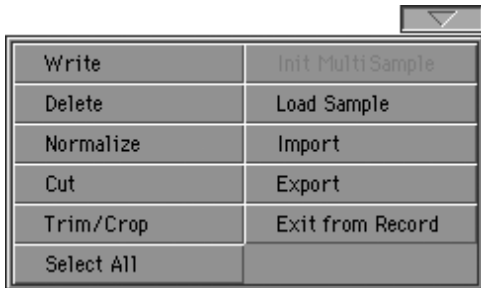 Write
Init MultiSample
Delete
Load Sample
Normalize
Import
Cut
Export
Trim/Crop
Exit from Record
Select All